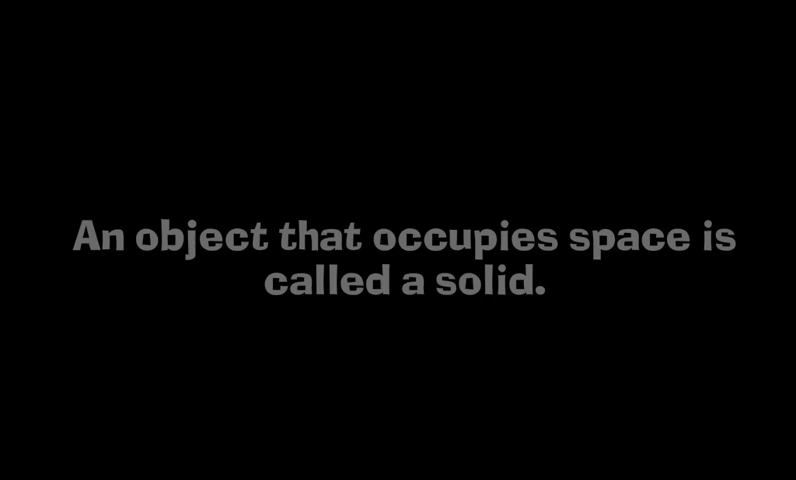 An object that occupies space is
called a solid.